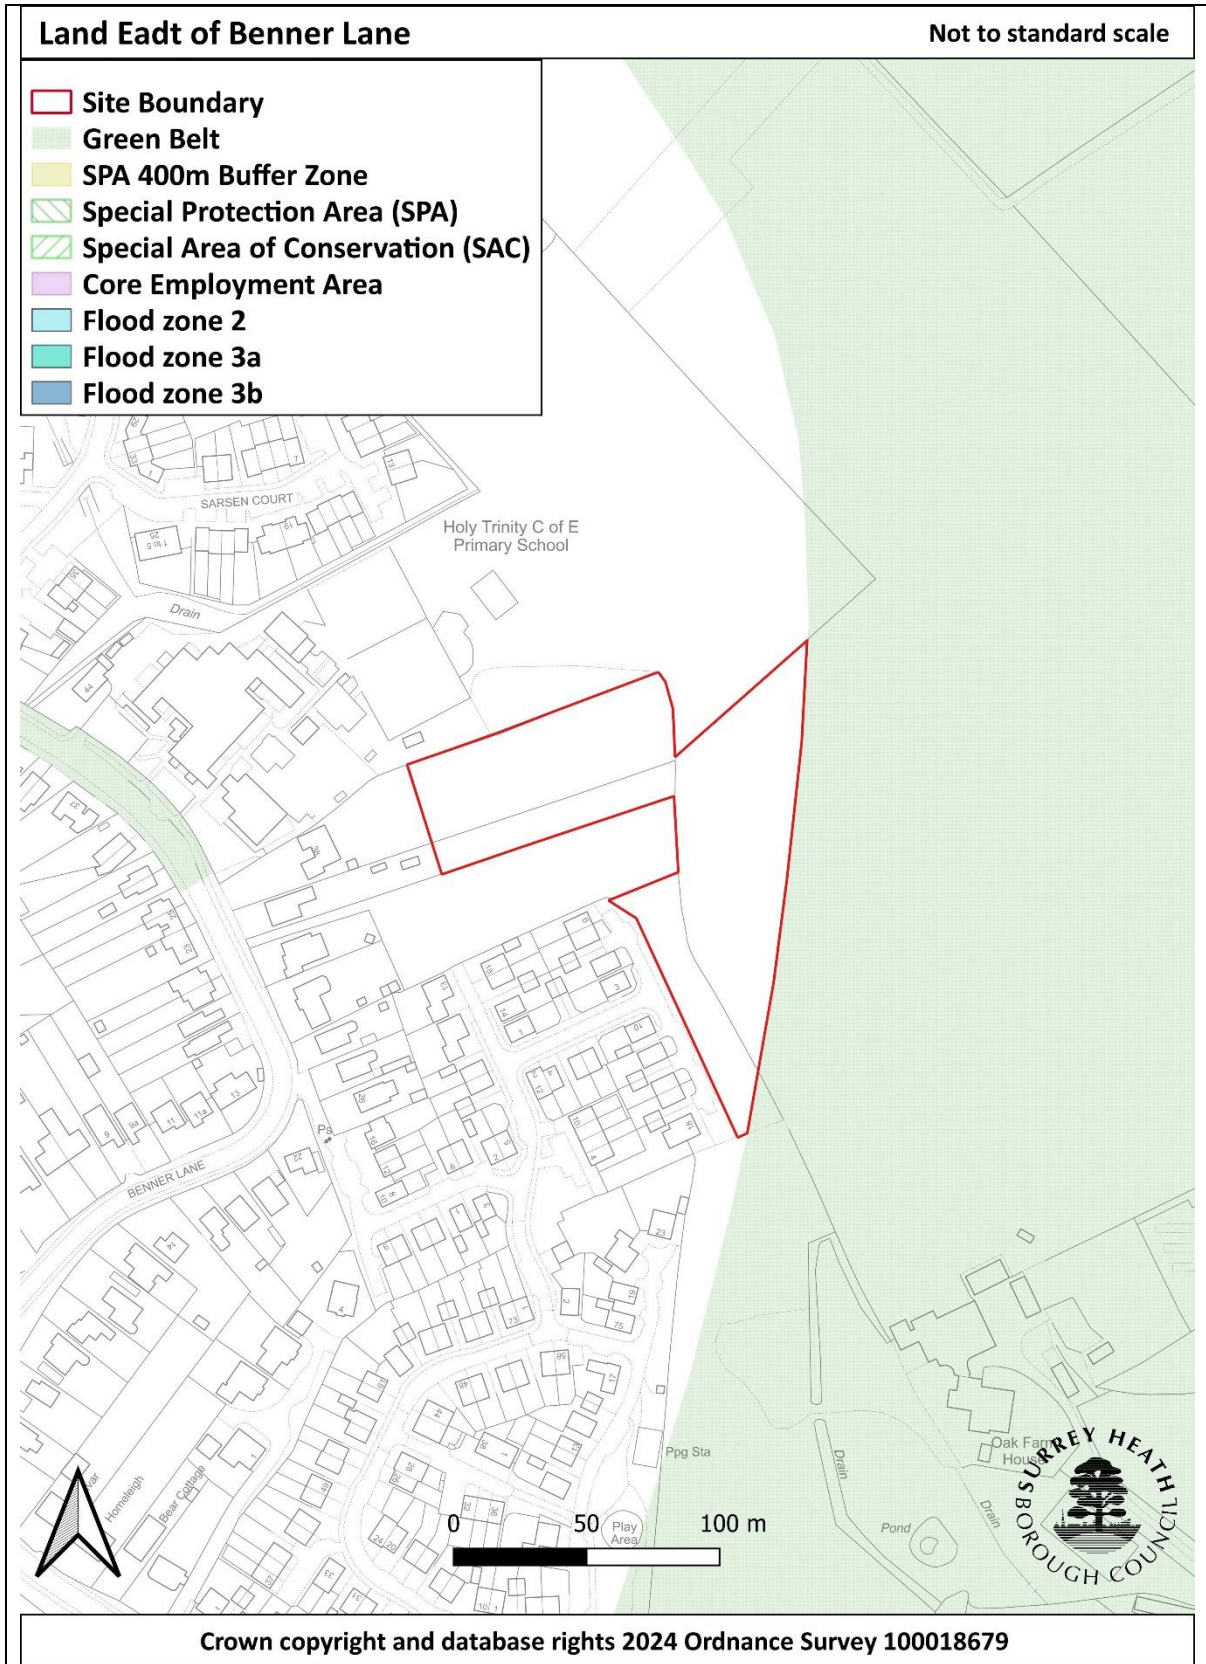 Land Eadt of Benner Lane
Not to standard scale
Site Boundary
Green Belt
SPA 400m Buffer Zone
Special Protection Area (SPA)
Special Area of Conservation (SAC)
Core Employment Area
Flood zone 2
Flood zone 3a
Flood zone 3b
SARSEN COURT
Holy Trinity C of E
Primary School
Drain
BENNER LANE
Ps
Homeleigh
Bear Cottage
Ppg Sta
Play
Area
Drain
Drain
Pond
Oak Farm
House
SURREY HEATH
BOROUGH COUNCIL
0 50 100 m
Crown copyright and database rights 2024 Ordnance Survey 100018679